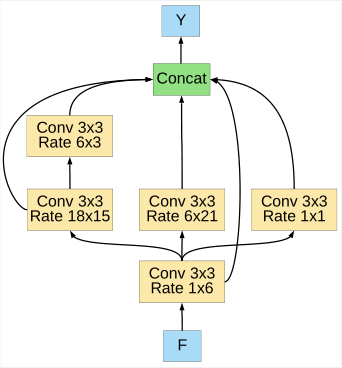 Y
Concat
Conv 3x3
Rate 6x3
Conv 3x3
Rate 18x15
Conv 3x3
Rate 6x21
Conv 3x3
Rate 1x1
Conv 3x3
Rate 1x6
F